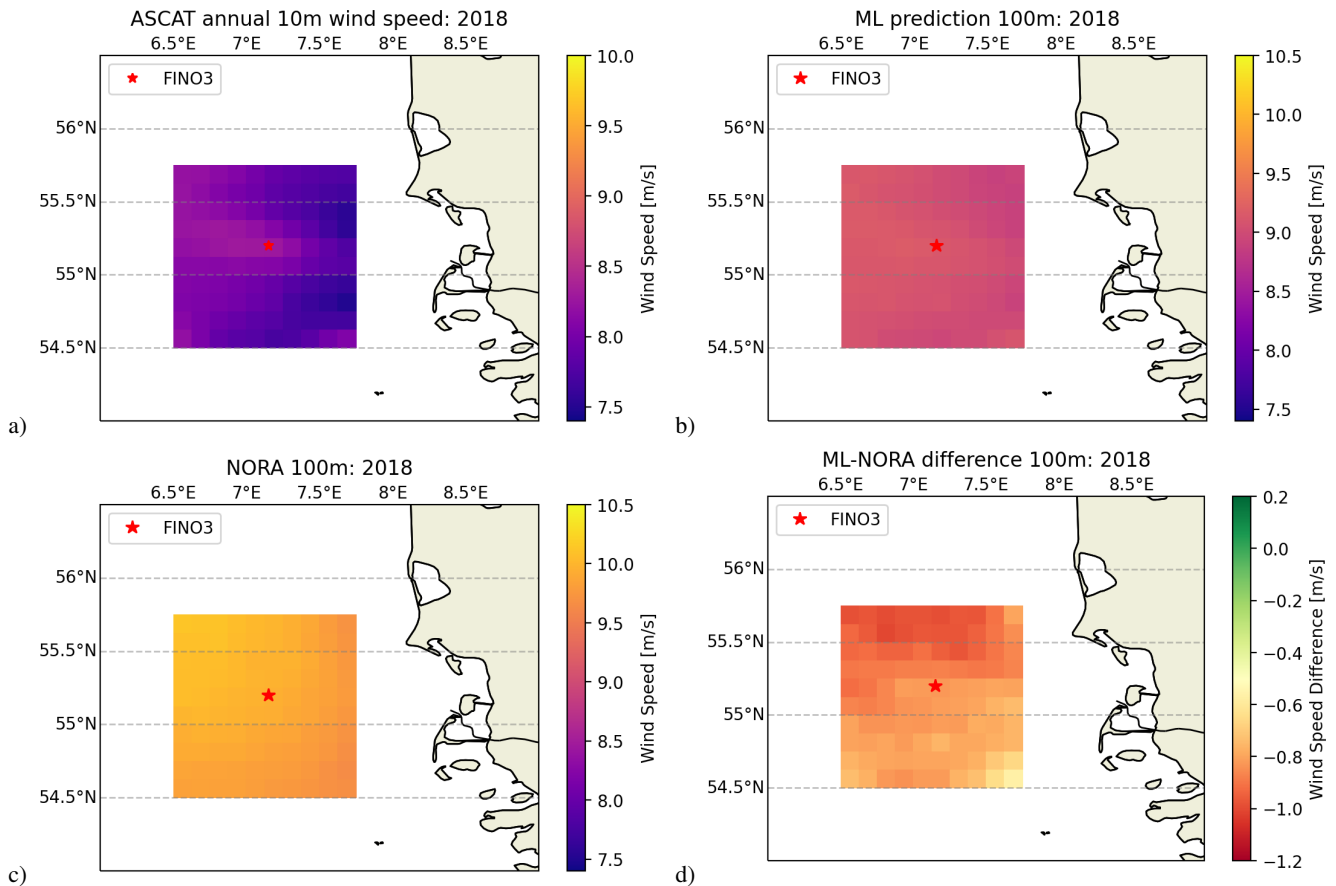 ASCAT annual 10m wind speed: 2018
6.5°E 7°E 7.5°E 8°E 8.5°E
FINO3
56°N
55.5°N
55°N
54.5°N
10.0
9.5
9.0
8.5
8.0
7.5
Wind Speed [m/s]
a)
ML prediction 100m: 2018
6.5°E 7°E 7.5°E 8°E 8.5°E
FINO3
56°N
55.5°N
55°N
54.5°N
10.5
10.0
9.5
9.0
8.5
8.0
7.5
Wind Speed [m/s]
b)
NORA 100m: 2018
6.5°E 7°E 7.5°E 8°E 8.5°E
FINO3
56°N
55.5°N
55°N
54.5°N
10.5
10.0
9.5
9.0
8.5
8.0
7.5
Wind Speed [m/s]
c)
ML-NORA difference 100m: 2018
6.5°E 7°E 7.5°E 8°E 8.5°E
FINO3
56°N
55.5°N
55°N
54.5°N
0.2
0.0
−0.2
−0.4
−0.6
−0.8
−1.0
−1.2
Wind Speed Difference [m/s]
d)